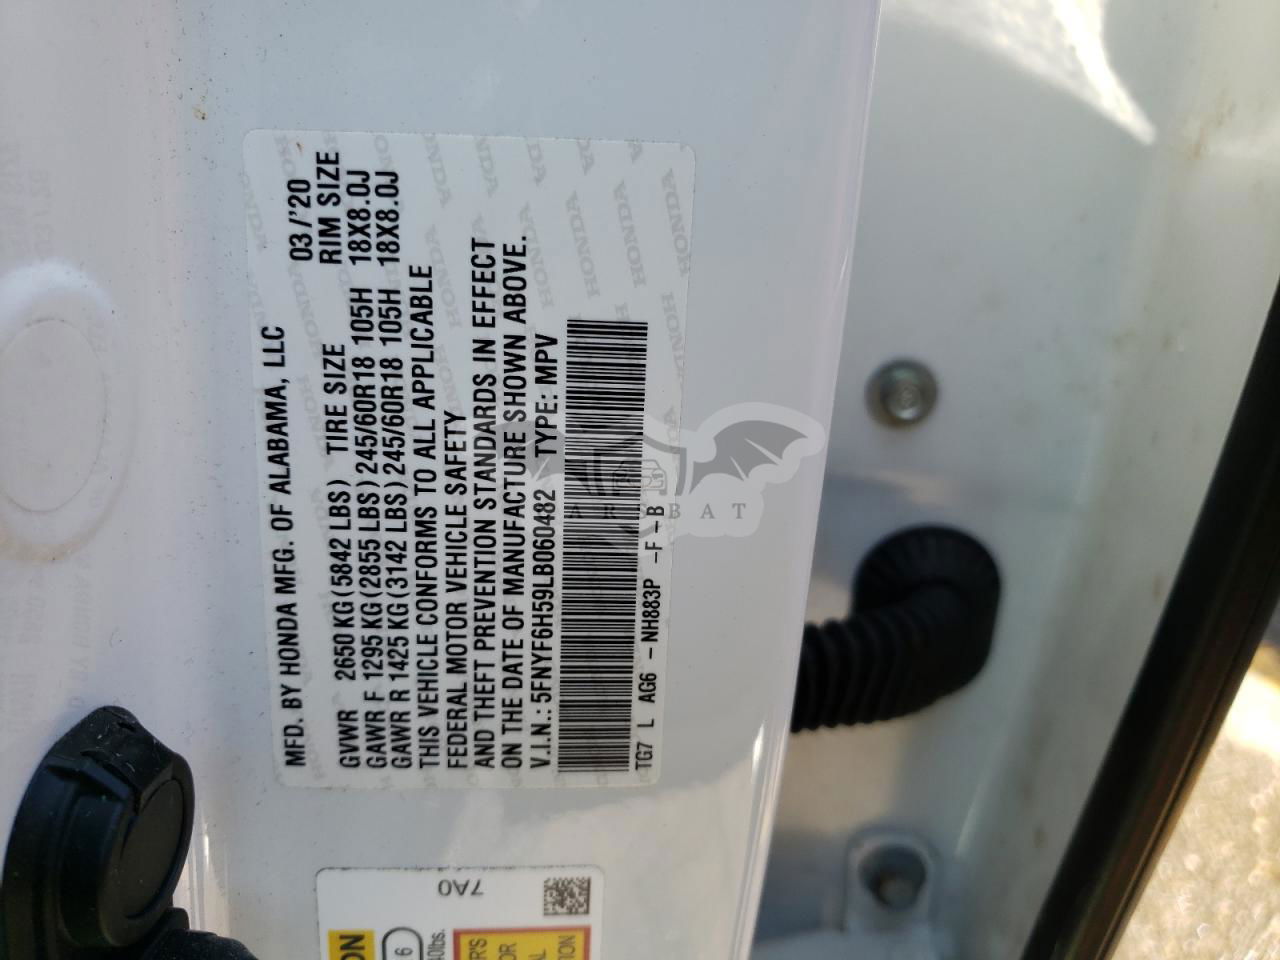 MFD. BY HONDA MFG. OF ALABAMA, LLC 03/'20
GVWR 2650 KG(5842 LBS) TIRE SIZE RIM SIZE
GAWR F 1295 KG(2855 LBS) 245/60R18 105H 18X8.0J
GAWR R 1425 KG(3142 LBS) 245/60R18 105H 18X8.0J
THIS VEHICLE CONFORMS TO ALL APPLICABLE
FEDERAL MOTOR VEHICLE SAFETY
AND THEFT PREVENTION STANDARDS IN EFFECT
ON THE DATE OF MANUFACTURE SHOWN ABOVE.
V.I.N.: 5FNYF6H59LB060482 TYPE: MPV
TG7 L AG6 -NH883P -F -B
HONDA
7A0